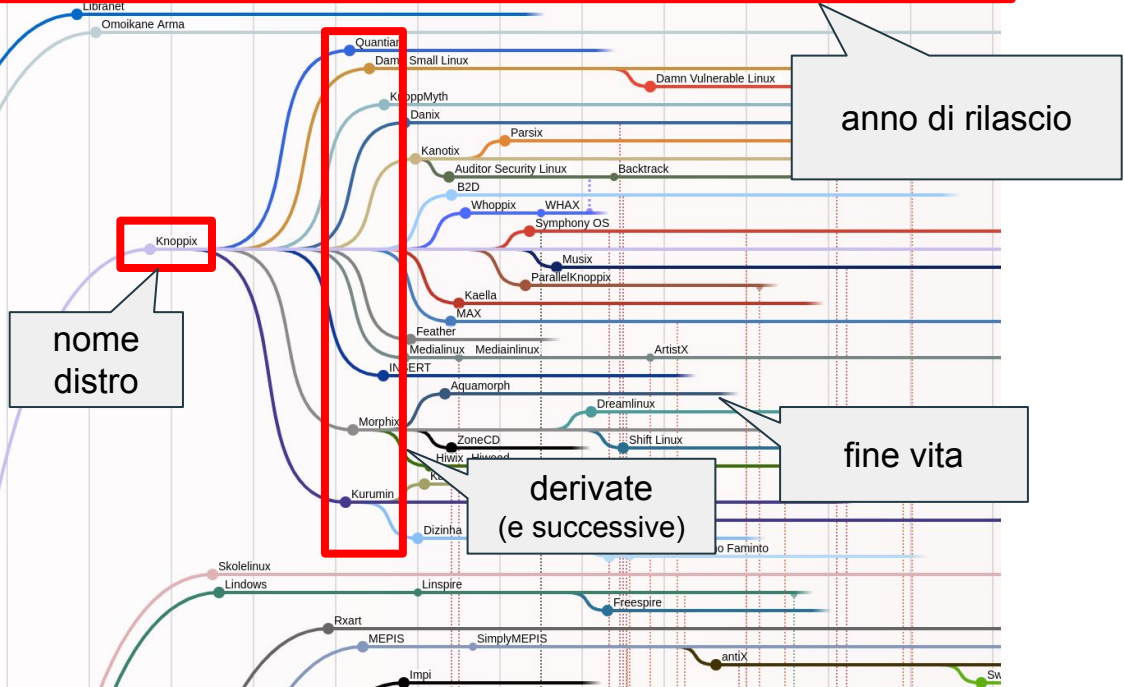 Libranet
Omoikane Arma
Quantian
Damn Small Linux
Damn Vulnerable Linux
KnoppMyth
Danix
anno di rilascio
Parsix
Kanotix
Auditor Security Linux
Backtrack
B2D
Whoppix
WHAX
Symphony OS
Knoppix
Musix
ParallelKnoppix
Kaella
MAX
nome
distro
Feather
Medialinux
Mediainlinux
ArtistX
INSERT
Aquamorph
Dreamlinux
Morphix
ZoneCD
Shift Linux
fine vita
Hiwix
Hiweed
derivate
(e successive)
Kurumin
Dizinha
Faminto
Skolelinux
Lindows
Linspire
Freespire
Rxart
MEPIS
SimplyMEPIS
antiX
Impi